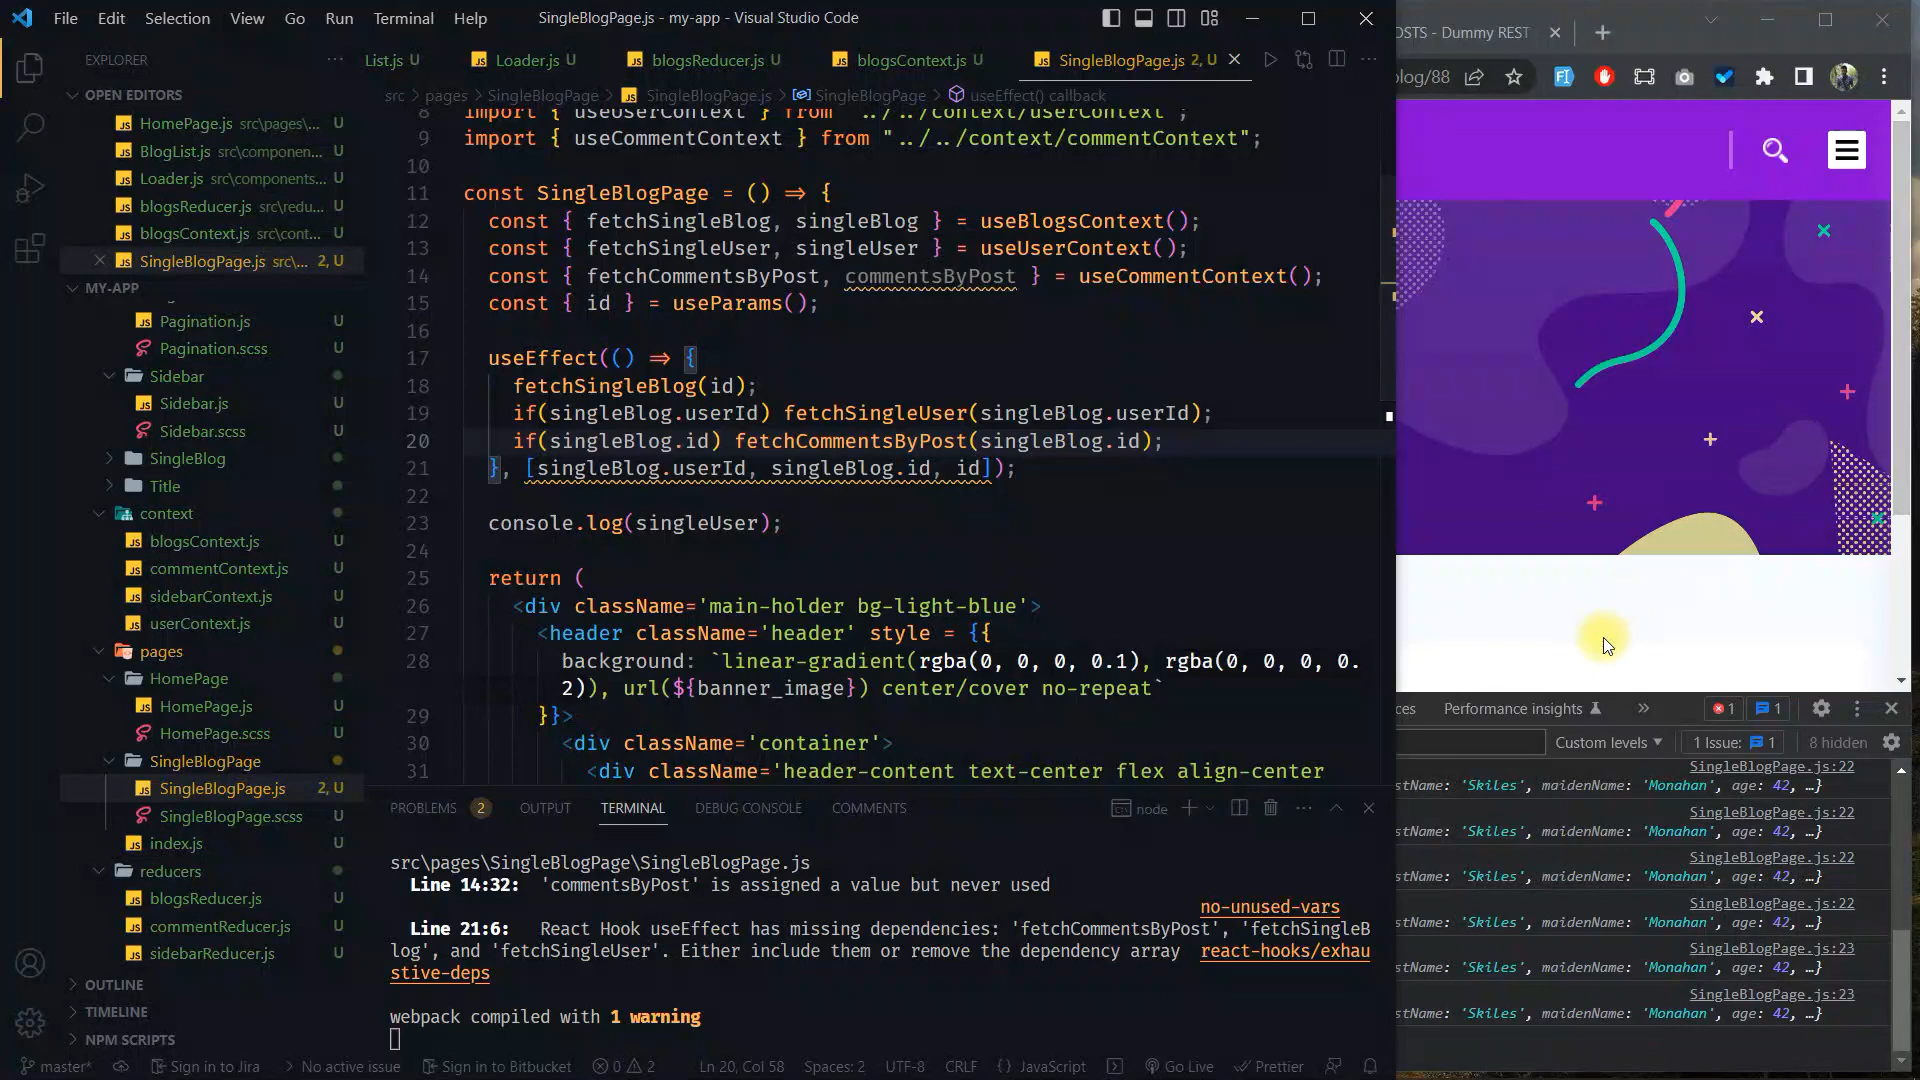 File Edit Selection View Go Run Terminal Help
SingleBlogPage.js - my-app - Visual Studio Code
EXPLORER
OPEN EDITORS
HomePage.js src\pages\... U
BlogList.js src\componen... U
Loader.js src\components... U
blogsReducer.js src\redu... U
blogsContext.js src\cont... U
SingleBlogPage.js src\... 2, U
MY-APP
Pagination.js U
Pagination.scss U
Sidebar
Sidebar.js U
Sidebar.scss U
SingleBlog
Title
context
blogsContext.js U
commentContext.js U
sidebarContext.js U
userContext.js U
pages
HomePage
HomePage.js U
HomePage.scss U
SingleBlogPage
SingleBlogPage.js 2, U
SingleBlogPage.scss U
index.js U
reducers
blogsReducer.js U
commentReducer.js U
sidebarReducer.js U
OUTLINE
TIMELINE
NPM SCRIPTS
List.js U Loader.js U blogsReducer.js U blogsContext.js U SingleBlogPage.js 2, U
src > pages > SingleBlogPage > SingleBlogPage.js > SingleBlogPage > useEffect() callback
8 import { useUserContext } from "../../context/userContext";
9 import { useCommentContext } from "../../context/commentContext";
10
11 const SingleBlogPage = () => {
12 const { fetchSingleBlog, singleBlog } = useBlogsContext();
13 const { fetchSingleUser, singleUser } = useUserContext();
14 const { fetchCommentsByPost, commentsByPost } = useCommentContext();
15 const { id } = useParams();
16
17 useEffect(() => {
18 fetchSingleBlog(id);
19 if(singleBlog.userId) fetchSingleUser(singleBlog.userId);
20 if(singleBlog.id) fetchCommentsByPost(singleBlog.id);
21 }, [singleBlog.userId, singleBlog.id, id]);
22
23 console.log(singleUser);
24
25 return (
26 <div className='main-holder bg-light-blue'>
27 <header className='header' style = {{
28 background: `linear-gradient(rgba(0, 0, 0, 0.1), rgba(0, 0, 0, 0.
2)), url(${banner_image}) center/cover no-repeat`
29 }}>
30 <div className='container'>
31 <div className='header-content text-center flex align-center
PROBLEMS 2 OUTPUT TERMINAL DEBUG CONSOLE COMMENTS node
src\pages\SingleBlogPage\SingleBlogPage.js
Line 14:32: 'commentsByPost' is assigned a value but never used
no-unused-vars
Line 21:6: React Hook useEffect has missing dependencies: 'fetchCommentsByPost', 'fetchSingleB
log', and 'fetchSingleUser'. Either include them or remove the dependency array react-hooks/exhau
stive-deps
webpack compiled with 1 warning
master* Sign in to Jira No active issue Sign in to Bitbucket 0 2 Ln 20, Col 58 Spaces: 2 UTF-8 CRLF {} JavaScript Go Live Prettier
OSTS - Dummy REST
blog/88
ces Performance insights 1 1
Custom levels 1 Issue: 1 8 hidden
SingleBlogPage.js:22
stName: 'Skiles', maidenName: 'Monahan', age: 42, …}
SingleBlogPage.js:22
stName: 'Skiles', maidenName: 'Monahan', age: 42, …}
SingleBlogPage.js:22
stName: 'Skiles', maidenName: 'Monahan', age: 42, …}
SingleBlogPage.js:22
stName: 'Skiles', maidenName: 'Monahan', age: 42, …}
SingleBlogPage.js:23
stName: 'Skiles', maidenName: 'Monahan', age: 42, …}
SingleBlogPage.js:23
stName: 'Skiles', maidenName: 'Monahan', age: 42, …}